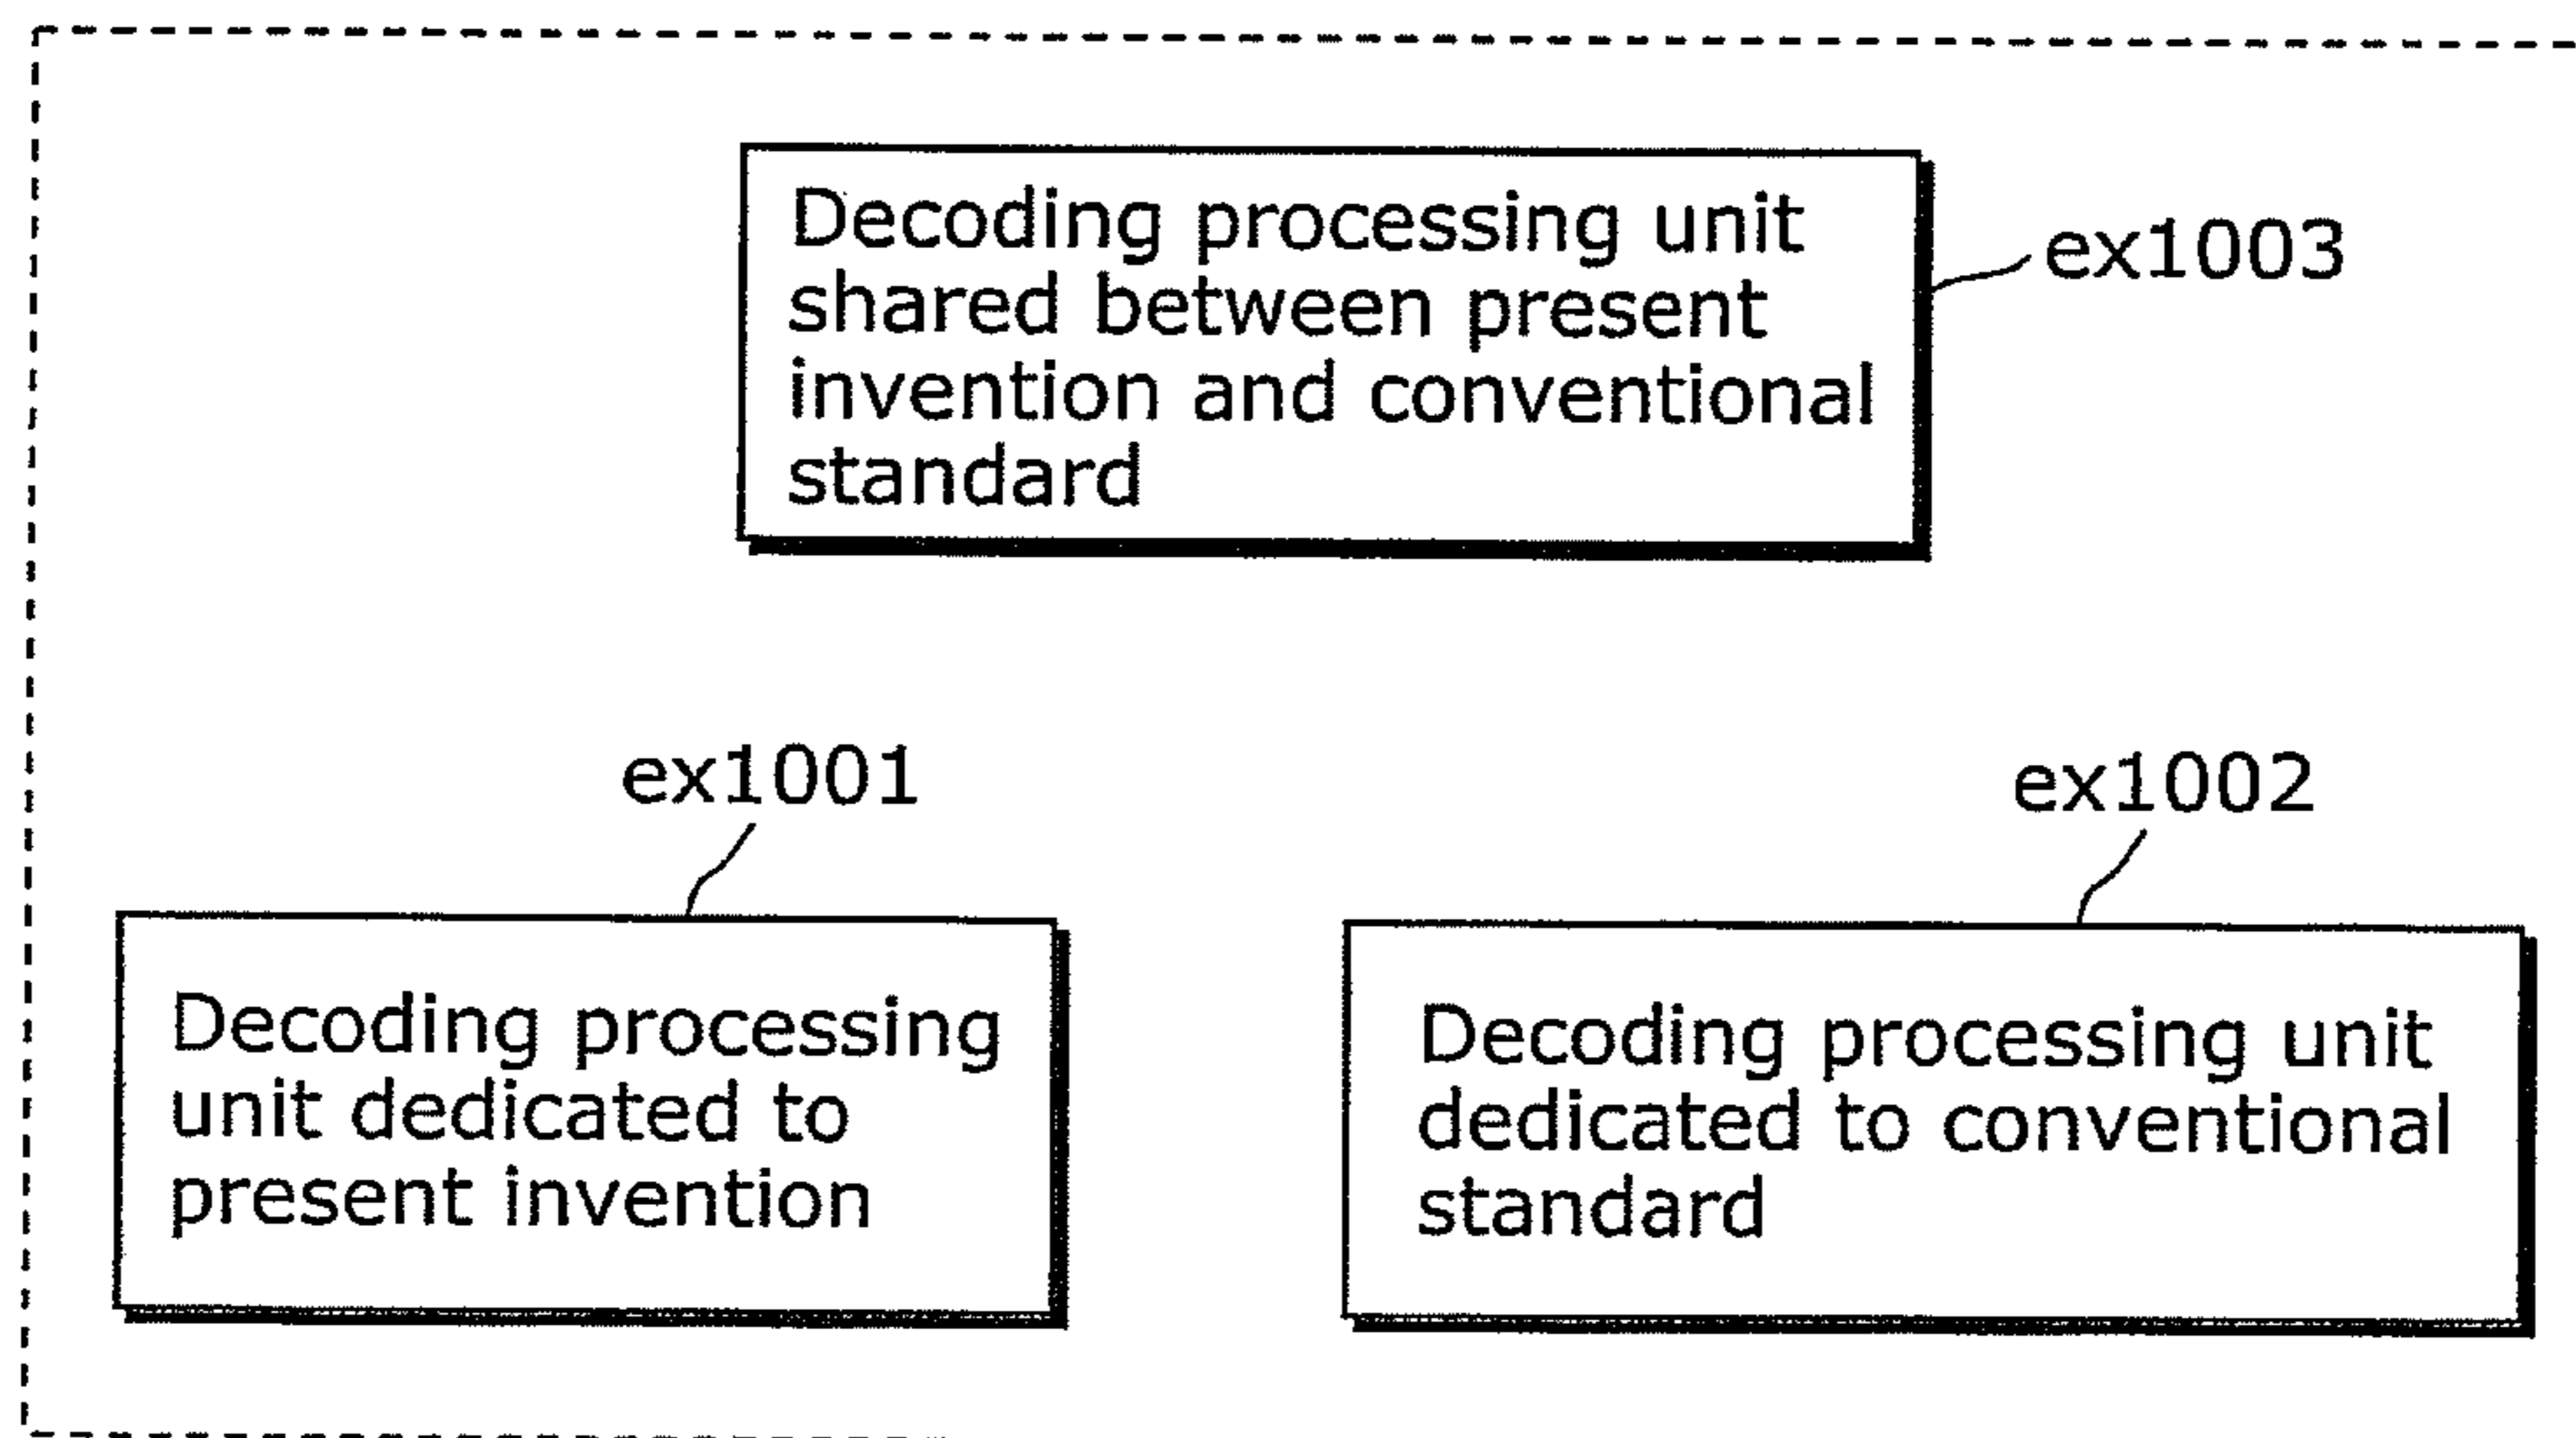 Decoding processing unit
shared between present
invention and conventional
standard
ex1003
ex1001
ex1002
Decoding processing
unit dedicated to
present invention
Decoding processing unit
dedicated to conventional
standard